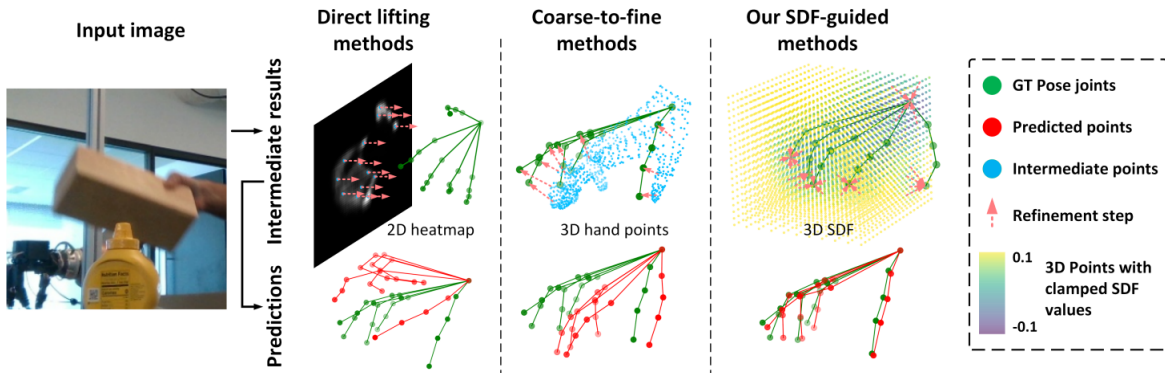 Input image
Direct lifting
methods
Coarse-to-fine
methods
Our SDF-guided
methods
Intermediate results
Predictions
2D heatmap
3D hand points
3D SDF
GT Pose joints
Predicted points
Intermediate points
Refinement step
0.1
-0.1
3D Points with
clamped SDF
values